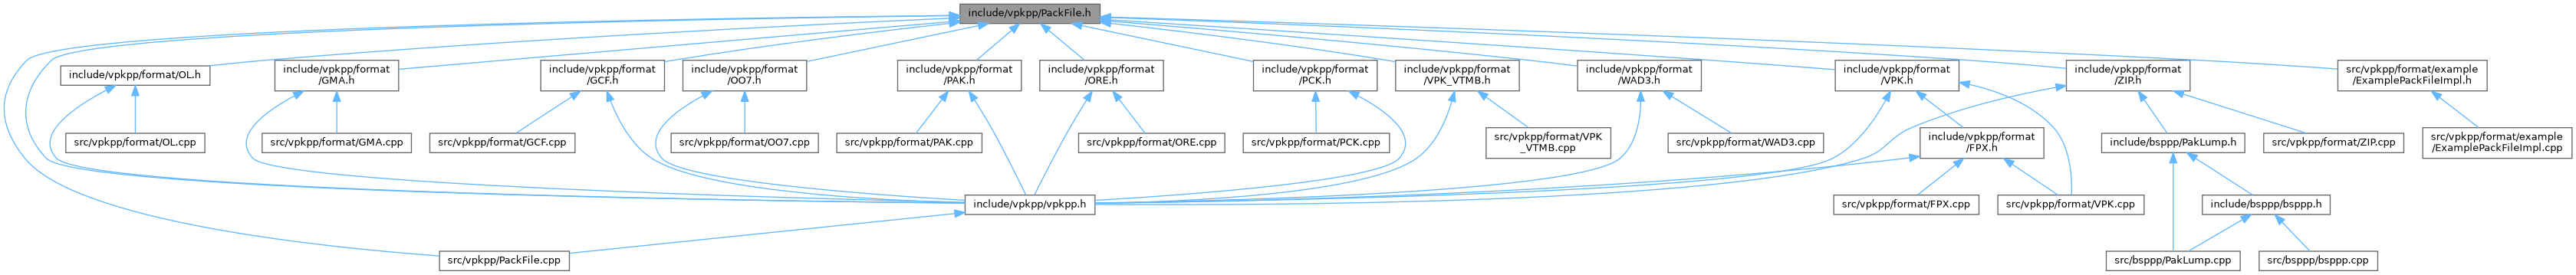 include/vpkpp/PackFile.h
include/vpkpp/format/OL.h
include/vpkpp/format
/GMA.h
include/vpkpp/format
/GCF.h
include/vpkpp/format
/OO7.h
include/vpkpp/format
/PAK.h
include/vpkpp/format
/ORE.h
include/vpkpp/format
/PCK.h
include/vpkpp/format
/VPK_VTMB.h
include/vpkpp/format
/WAD3.h
include/vpkpp/format
/VPK.h
include/vpkpp/format
/ZIP.h
src/vpkpp/format/example
/ExamplePackFileImpl.h
src/vpkpp/format/OL.cpp
src/vpkpp/format/GMA.cpp
src/vpkpp/format/GCF.cpp
src/vpkpp/format/OO7.cpp
src/vpkpp/format/PAK.cpp
src/vpkpp/format/ORE.cpp
src/vpkpp/format/PCK.cpp
src/vpkpp/format/VPK
_VTMB.cpp
src/vpkpp/format/WAD3.cpp
include/vpkpp/format
/FPX.h
include/bsppp/PakLump.h
src/vpkpp/format/ZIP.cpp
src/vpkpp/format/example
/ExamplePackFileImpl.cpp
include/vpkpp/vpkpp.h
src/vpkpp/format/FPX.cpp
src/vpkpp/format/VPK.cpp
include/bsppp/bsppp.h
src/vpkpp/PackFile.cpp
src/bsppp/PakLump.cpp
src/bsppp/bsppp.cpp